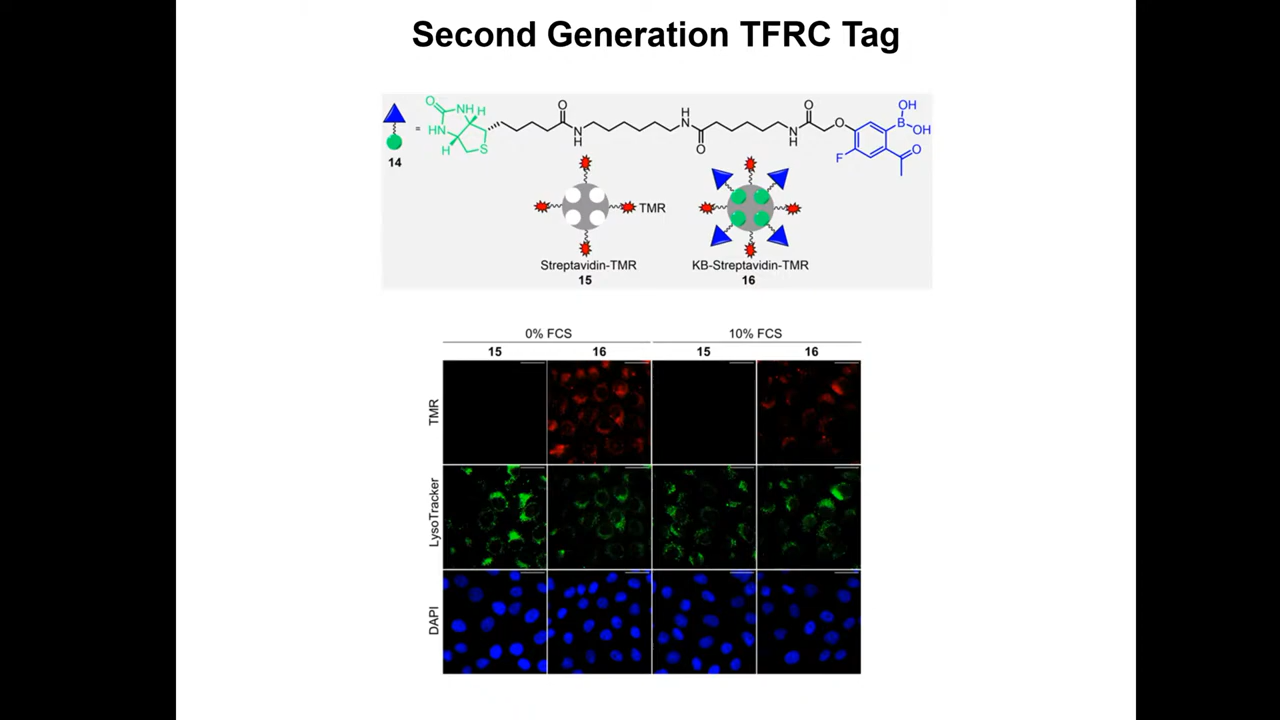 Second Generation TFRC Tag
14
=
O
NH
H
HN
H
S
O
N
H
H
N
O
O
N
H
O
F
B
OH
OH
O
TMR
Streptavidin-TMR
15
KB-Streptavidin-TMR
16
0% FCS
10% FCS
15
16
15
16
TMR
LysoTracker
DAPI